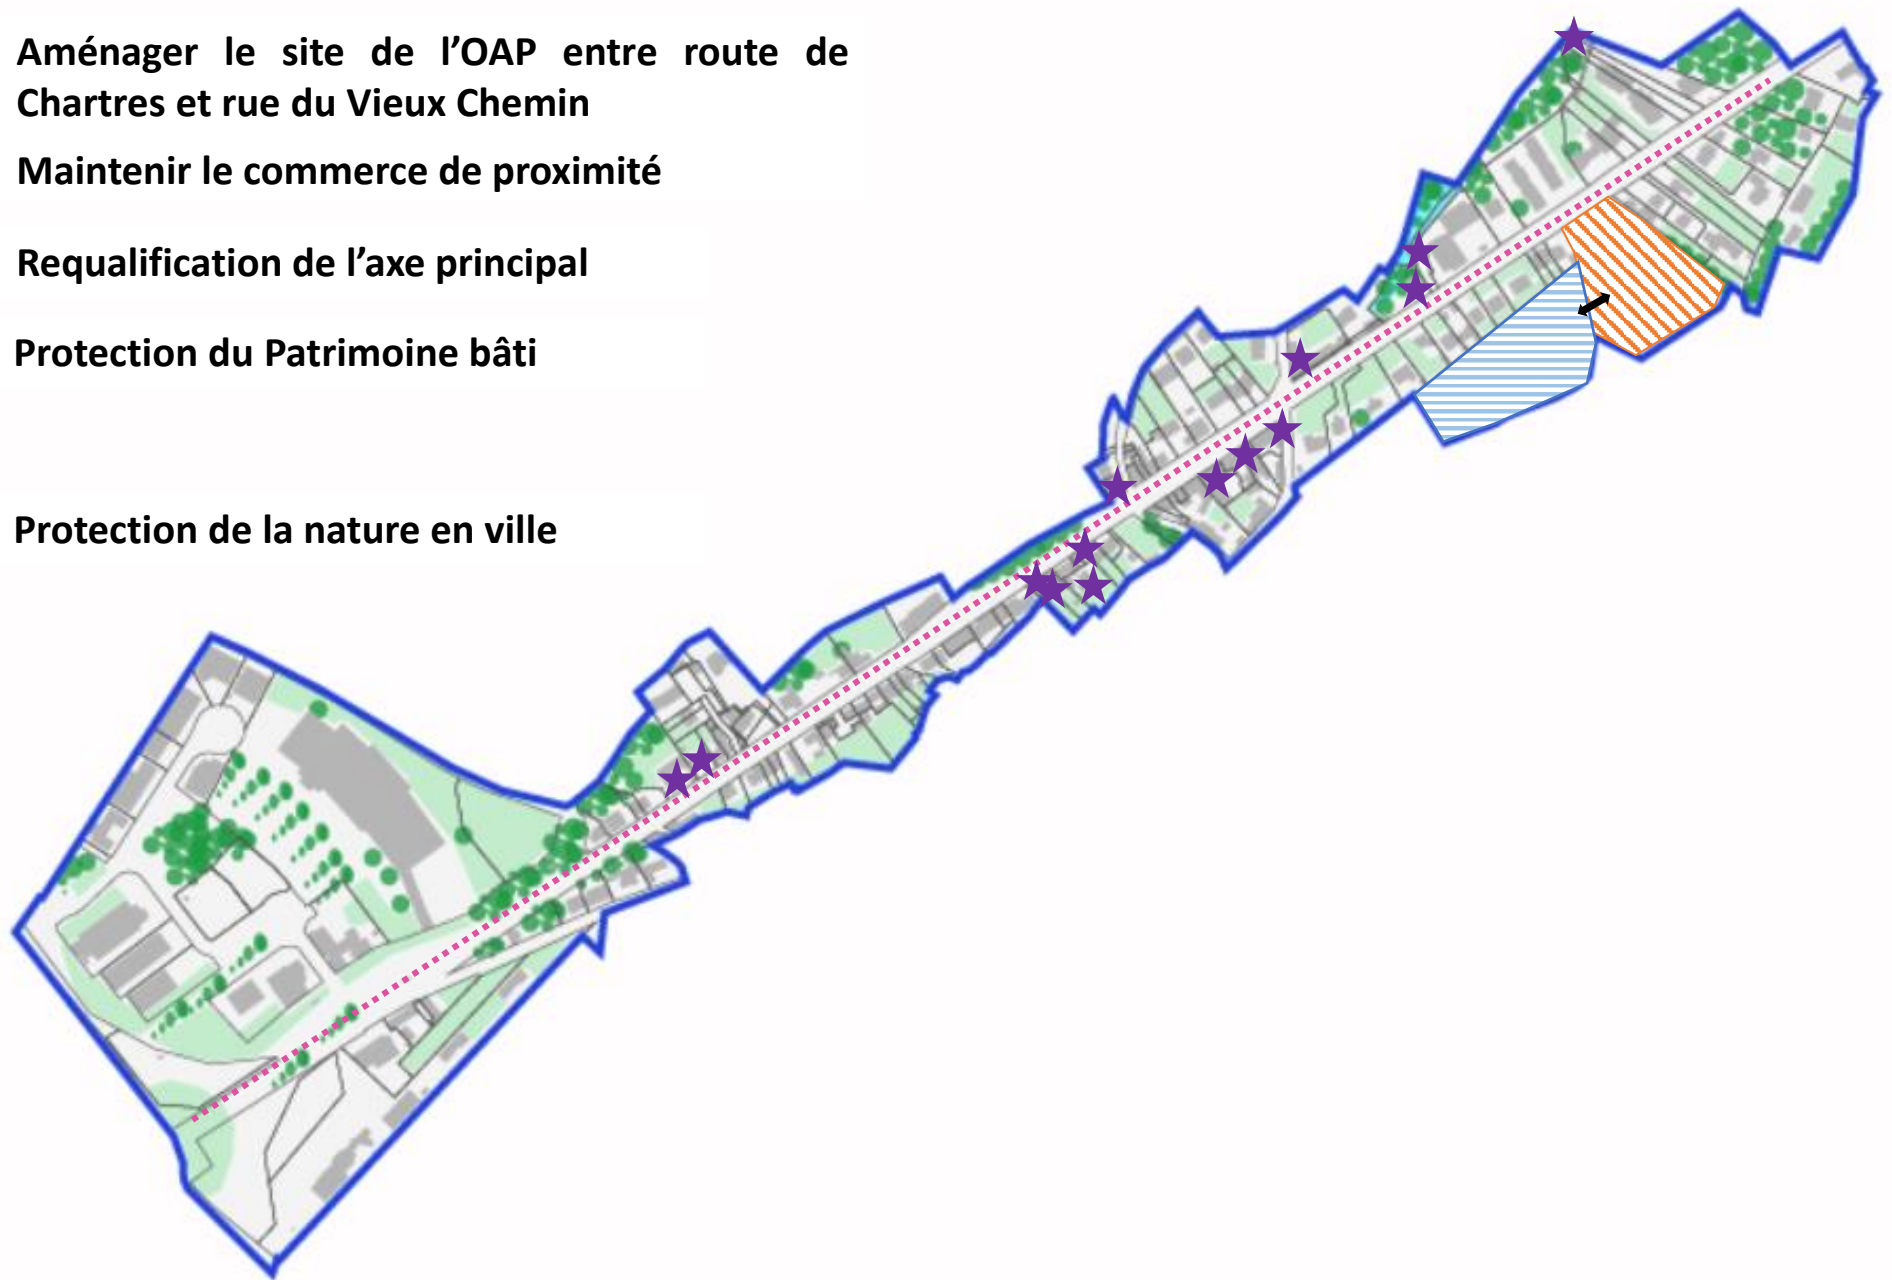 Aménager le site de l’OAP entre route de
Chartres et rue du Vieux Chemin
Maintenir le commerce de proximité
Requalification de l’axe principal
Protection du Patrimoine bâti
Protection de la nature en ville